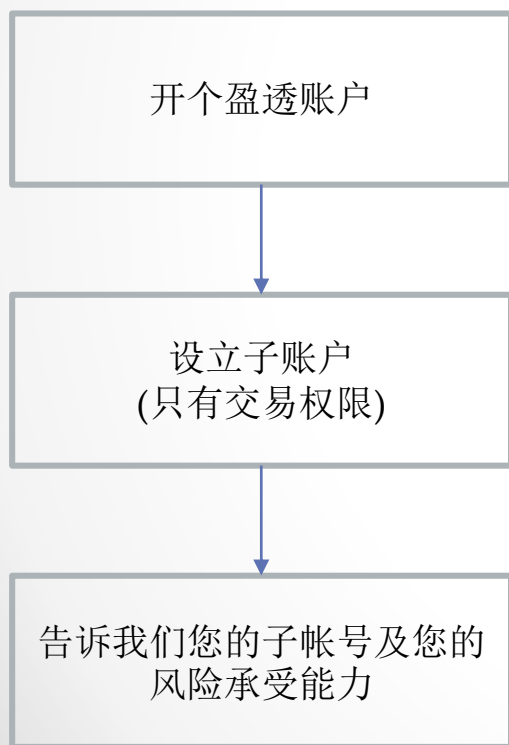 开个盈透账户
设立子账户
(只有交易权限)
告诉我们您的子帐号及您的
风险承受能力